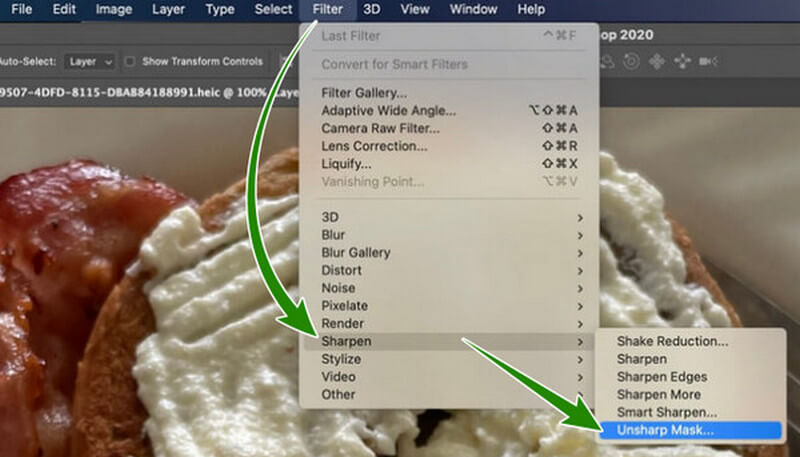 File Edit Image Layer Type Select Filter 3D View Window Help
op 2020
Auto-Select: Layer Show Transform Controls
9507-4DFD-8115-DBAB84188991.heic @ 100%
Last Filter ^⌘F
Convert for Smart Filters
Filter Gallery...
Adaptive Wide Angle... ⌥⇧⌘A
Camera Raw Filter... ⇧⌘A
Lens Correction... ⇧⌘R
Liquify... ⇧⌘X
Vanishing Point... ⌥⌘V
3D
Blur
Blur Gallery
Distort
Noise
Pixelate
Render
Sharpen
Stylize
Video
Other
Shake Reduction...
Sharpen
Sharpen Edges
Sharpen More
Smart Sharpen...
Unsharp Mask...